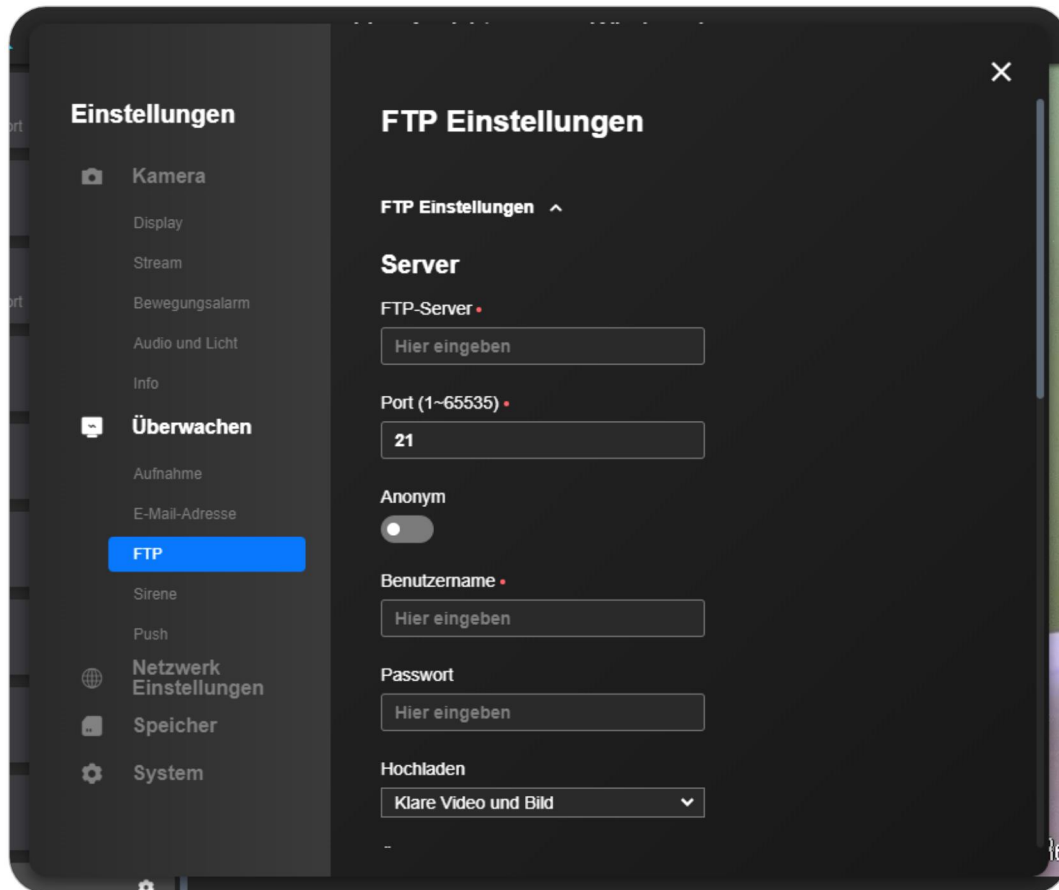 Einstellungen
Kamera
Display
Stream
Bewegungsalarm
Audio und Licht
Info
Überwachen
Aufnahme
E-Mail-Adresse
FTP
Sirene
Push
Netzwerk
Einstellungen
Speicher
System
FTP Einstellungen
FTP Einstellungen
Server
FTP-Server
Hier eingeben
Port (1~65535)
21
Anonym
Benutzername
Hier eingeben
Passwort
Hier eingeben
Hochladen
Klare Video und Bild